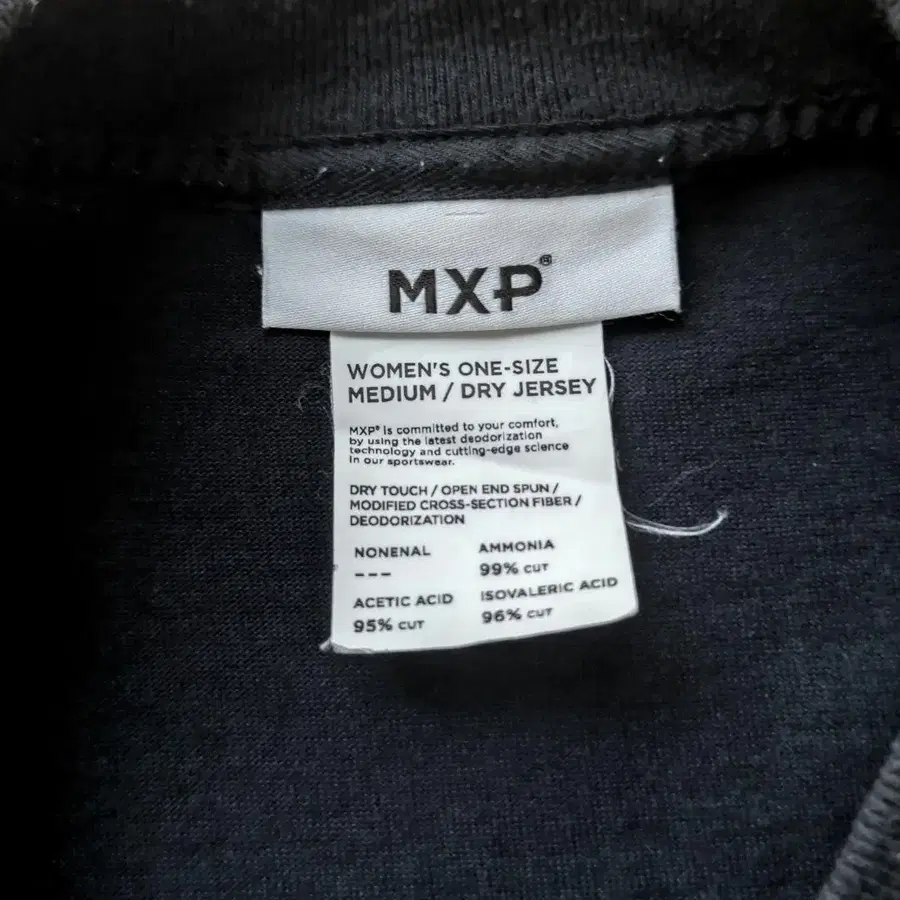 MXP®
WOMEN'S ONE-SIZE
MEDIUM / DRY JERSEY
MXP® is committed to your comfort,
by using the latest deodorization
technology and cutting-edge science
in our sportswear.
DRY TOUCH / OPEN END SPUN /
MODIFIED CROSS-SECTION FIBER /
DEODORIZATION
NONENAL AMMONIA
--- 99% CUT
ACETIC ACID ISOVALERIC ACID
95% CUT 96% CUT